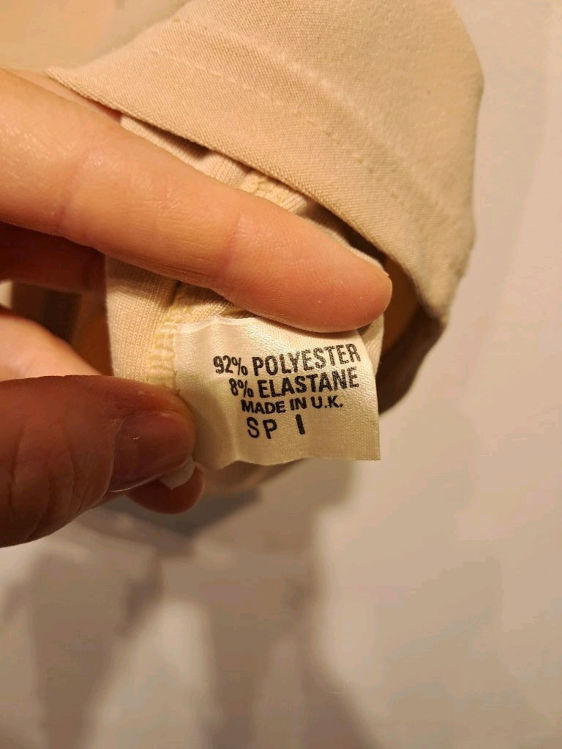 92% POLYESTER
8% ELASTANE
MADE IN U.K.
SP I